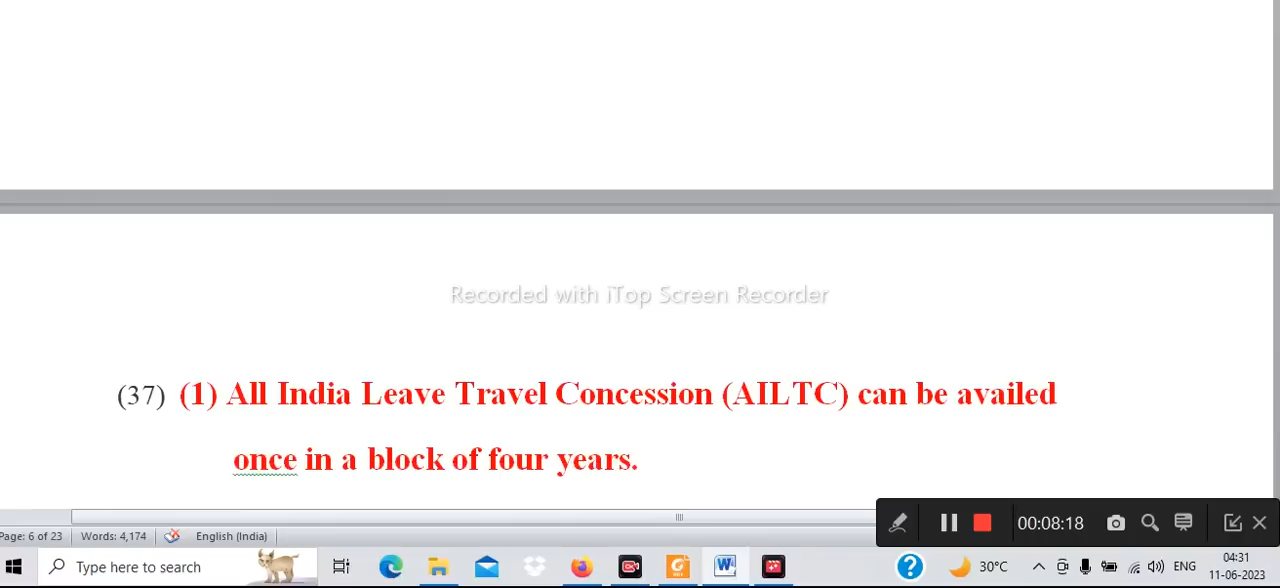 Recorded with iTop Screen Recorder
(37) (1) All India Leave Travel Concession (AILTC) can be availed
once in a block of four years.
00:08:18
Page: 6 of 23 Words: 4,174 English (India)
Type here to search
30°C ENG
04:31
11-06-2023